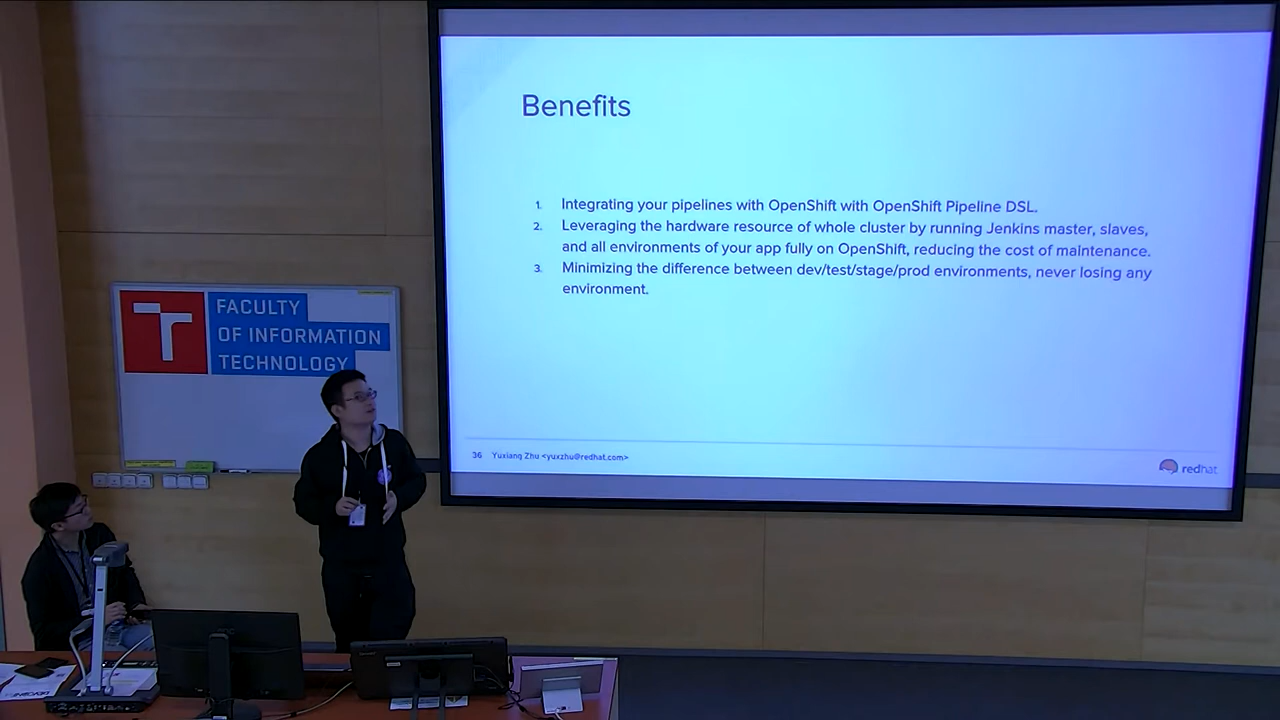 Benefits
1. Integrating your pipelines with OpenShift with OpenShift Pipeline DSL.
2. Leveraging the hardware resource of whole cluster by running Jenkins master, slaves,
and all environments of your app fully on OpenShift, reducing the cost of maintenance.
3. Minimizing the difference between dev/test/stage/prod environments, never losing any
environment.
36 Yuxiang Zhu <yuxzhu@redhat.com>
redhat
FACULTY
OF INFORMATION
TECHNOLOGY